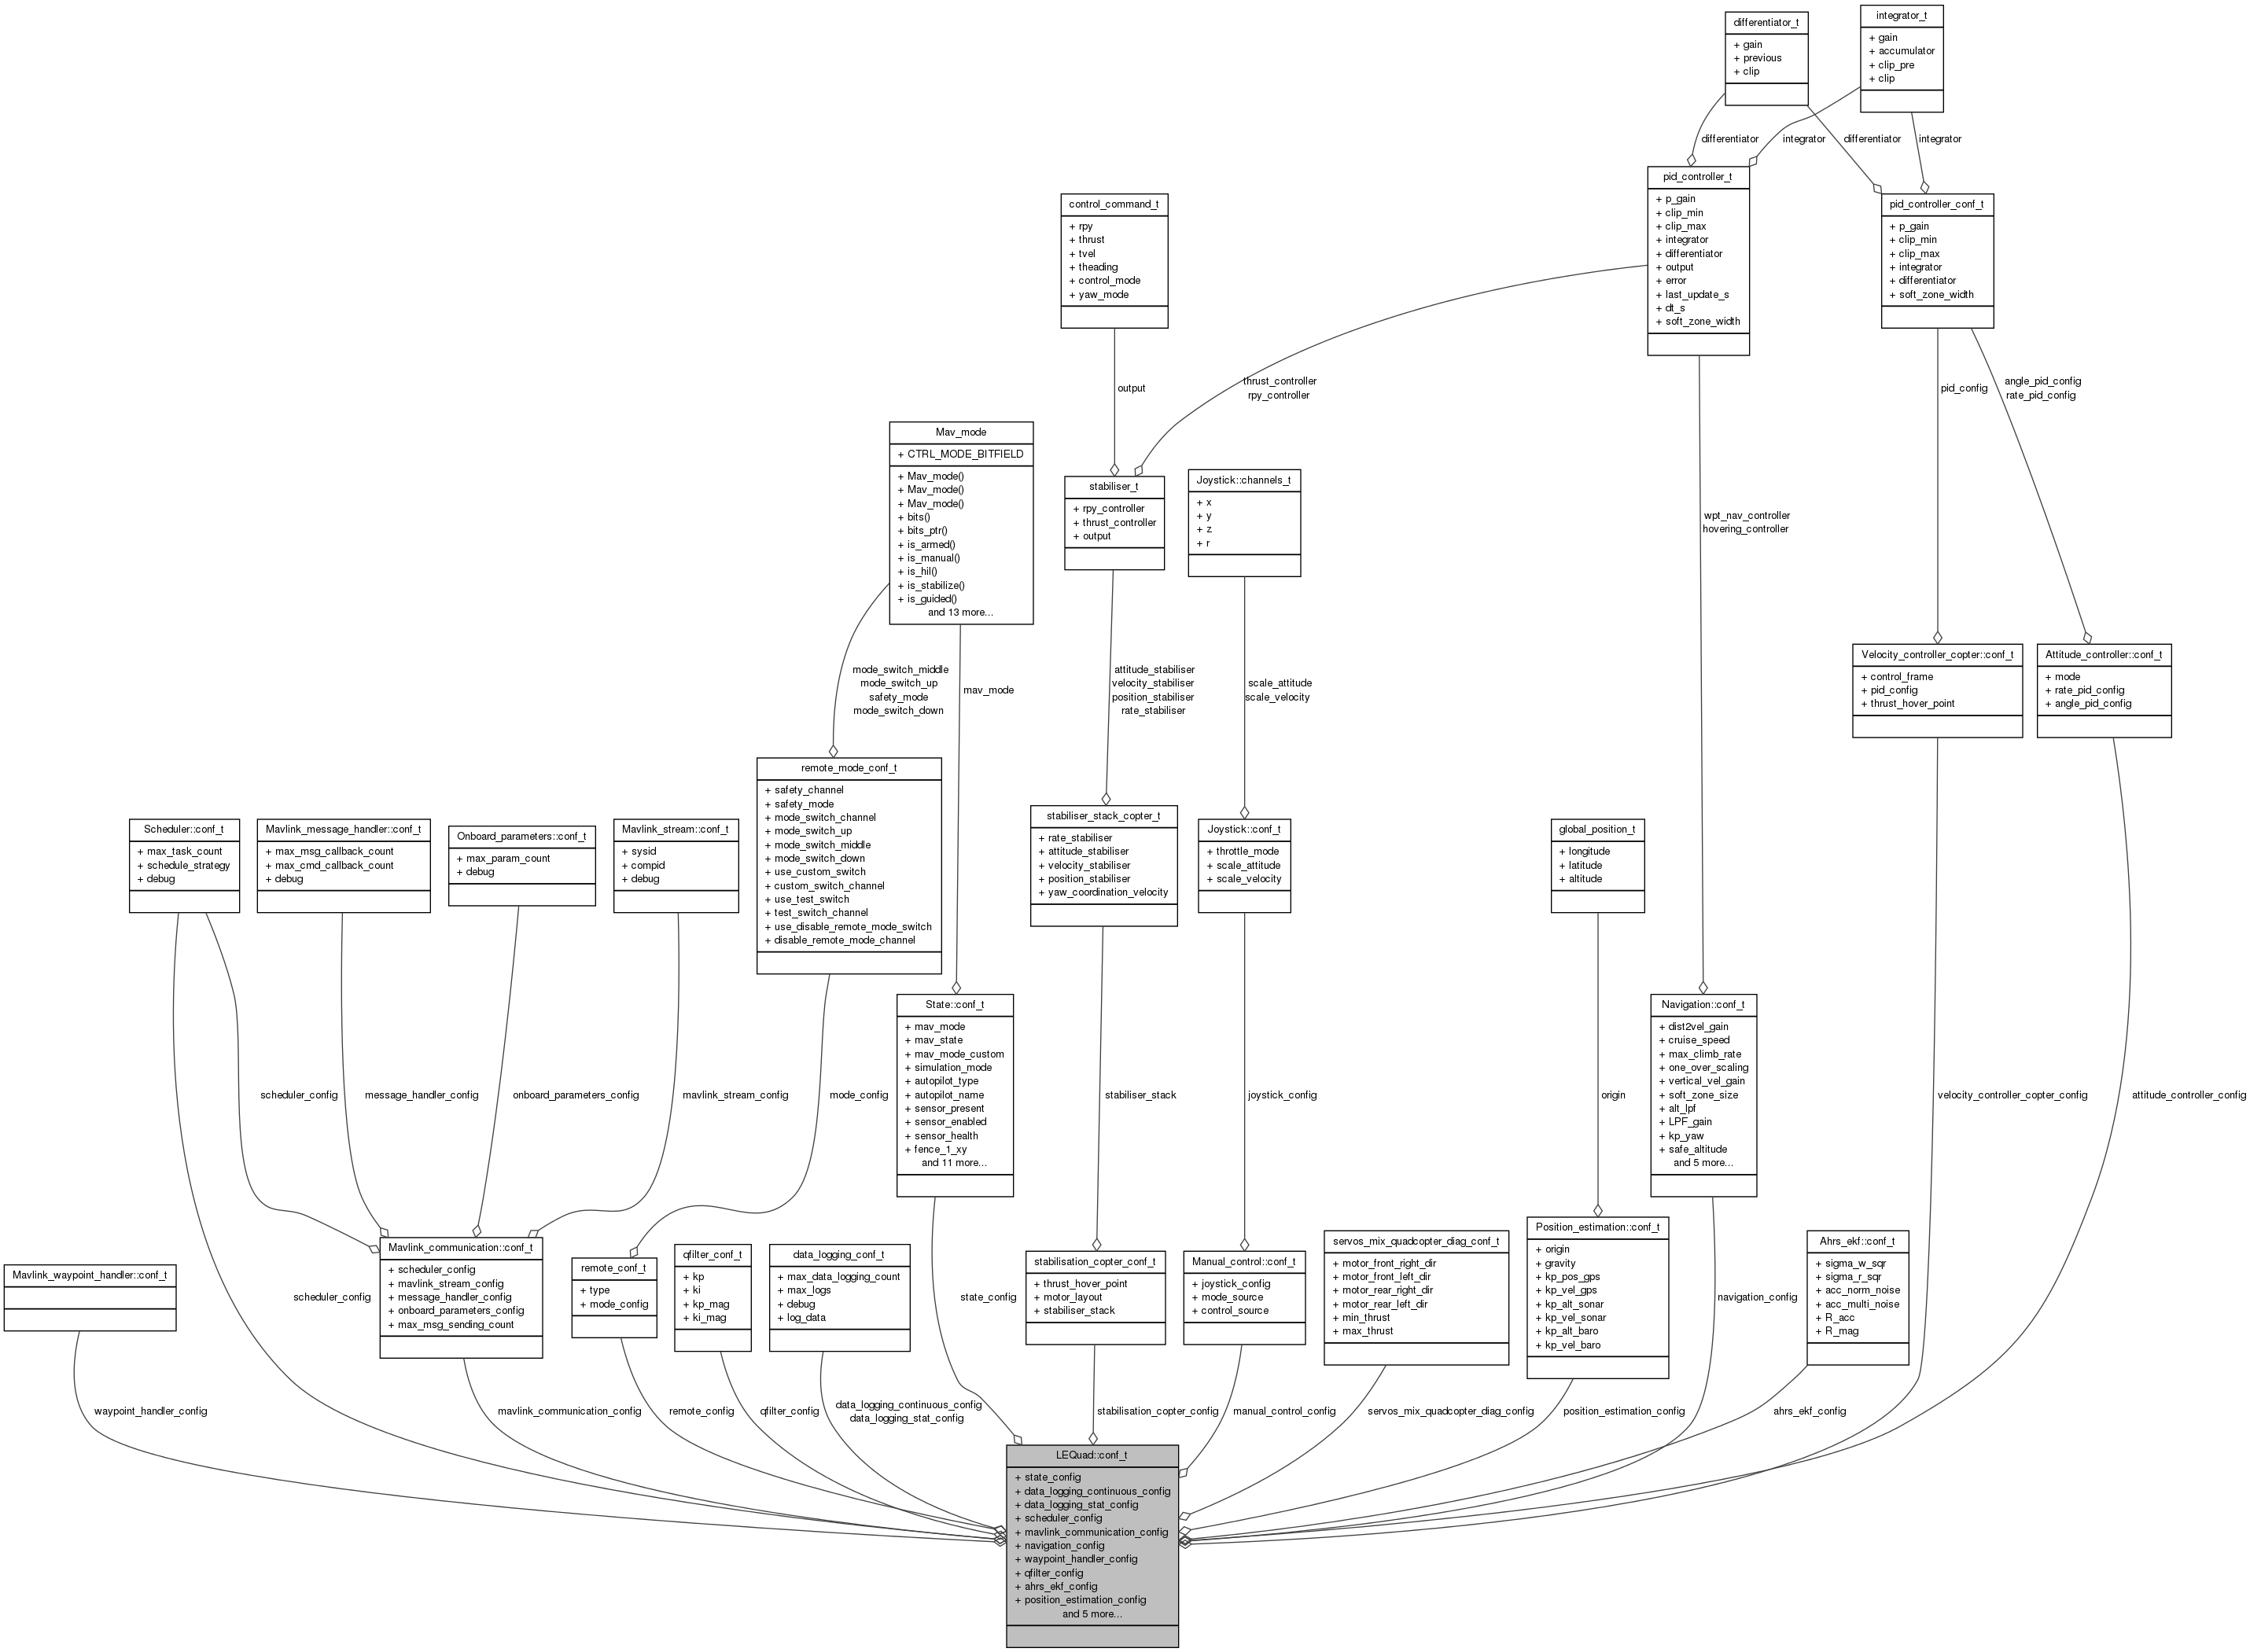 differentiator_t
+ gain
+ previous
+ clip
integrator_t
+ gain
+ accumulator
+ clip_pre
+ clip
differentiator
integrator
differentiator
integrator
pid_controller_t
+ p_gain
+ clip_min
+ clip_max
+ integrator
+ differentiator
+ output
+ error
+ last_update_s
+ dt_s
+ soft_zone_width
control_command_t
+ rpy
+ thrust
+ tvel
+ theading
+ control_mode
+ yaw_mode
pid_controller_conf_t
+ p_gain
+ clip_min
+ clip_max
+ integrator
+ differentiator
+ soft_zone_width
output
thrust_controller
rpy_controller
pid_config
angle_pid_config
rate_pid_config
Mav_mode
+ CTRL_MODE_BITFIELD
+ Mav_mode()
+ Mav_mode()
+ Mav_mode()
+ bits()
+ bits_ptr()
+ is_armed()
+ is_manual()
+ is_hil()
+ is_stabilize()
+ is_guided()
and 13 more...
stabiliser_t
+ rpy_controller
+ thrust_controller
+ output
Joystick::channels_t
+ x
+ y
+ z
+ r
wpt_nav_controller
hovering_controller
mode_switch_middle
mode_switch_up
safety_mode
mode_switch_down
mav_mode
attitude_stabiliser
velocity_stabiliser
position_stabiliser
rate_stabiliser
scale_attitude
scale_velocity
Velocity_controller_copter::conf_t
+ control_frame
+ pid_config
+ thrust_hover_point
Attitude_controller::conf_t
+ mode
+ rate_pid_config
+ angle_pid_config
Scheduler::conf_t
+ max_task_count
+ schedule_strategy
+ debug
Mavlink_message_handler::conf_t
+ max_msg_callback_count
+ max_cmd_callback_count
+ debug
Onboard_parameters::conf_t
+ max_param_count
+ debug
Mavlink_stream::conf_t
+ sysid
+ compid
+ debug
remote_mode_conf_t
+ safety_channel
+ safety_mode
+ mode_switch_channel
+ mode_switch_up
+ mode_switch_middle
+ mode_switch_down
+ use_custom_switch
+ custom_switch_channel
+ use_test_switch
+ test_switch_channel
+ use_disable_remote_mode_switch
+ disable_remote_mode_channel
stabiliser_stack_copter_t
+ rate_stabiliser
+ attitude_stabiliser
+ velocity_stabiliser
+ position_stabiliser
+ yaw_coordination_velocity
Joystick::conf_t
+ throttle_mode
+ scale_attitude
+ scale_velocity
global_position_t
+ longitude
+ latitude
+ altitude
State::conf_t
+ mav_mode
+ mav_state
+ mav_mode_custom
+ simulation_mode
+ autopilot_type
+ autopilot_name
+ sensor_present
+ sensor_enabled
+ sensor_health
+ fence_1_xy
and 11 more...
Navigation::conf_t
+ dist2vel_gain
+ cruise_speed
+ max_climb_rate
+ one_over_scaling
+ vertical_vel_gain
+ soft_zone_size
+ alt_lpf
+ LPF_gain
+ kp_yaw
+ safe_altitude
and 5 more...
scheduler_config
message_handler_config
onboard_parameters_config
mavlink_stream_config
mode_config
stabiliser_stack
joystick_config
origin
velocity_controller_copter_config
attitude_controller_config
Mavlink_waypoint_handler::conf_t
scheduler_config
Mavlink_communication::conf_t
+ scheduler_config
+ mavlink_stream_config
+ message_handler_config
+ onboard_parameters_config
+ max_msg_sending_count
remote_conf_t
+ type
+ mode_config
qfilter_conf_t
+ kp
+ ki
+ kp_mag
+ ki_mag
data_logging_conf_t
+ max_data_logging_count
+ max_logs
+ debug
+ log_data
state_config
stabilisation_copter_conf_t
+ thrust_hover_point
+ motor_layout
+ stabiliser_stack
Manual_control::conf_t
+ joystick_config
+ mode_source
+ control_source
servos_mix_quadcopter_diag_conf_t
+ motor_front_right_dir
+ motor_front_left_dir
+ motor_rear_right_dir
+ motor_rear_left_dir
+ min_thrust
+ max_thrust
Position_estimation::conf_t
+ origin
+ gravity
+ kp_pos_gps
+ kp_vel_gps
+ kp_alt_sonar
+ kp_vel_sonar
+ kp_alt_baro
+ kp_vel_baro
navigation_config
Ahrs_ekf::conf_t
+ sigma_w_sqr
+ sigma_r_sqr
+ acc_norm_noise
+ acc_multi_noise
+ R_acc
+ R_mag
waypoint_handler_config
mavlink_communication_config
remote_config
qfilter_config
data_logging_continuous_config
data_logging_stat_config
stabilisation_copter_config
manual_control_config
servos_mix_quadcopter_diag_config
position_estimation_config
ahrs_ekf_config
LEQuad::conf_t
+ state_config
+ data_logging_continuous_config
+ data_logging_stat_config
+ scheduler_config
+ mavlink_communication_config
+ navigation_config
+ waypoint_handler_config
+ qfilter_config
+ ahrs_ekf_config
+ position_estimation_config
and 5 more...